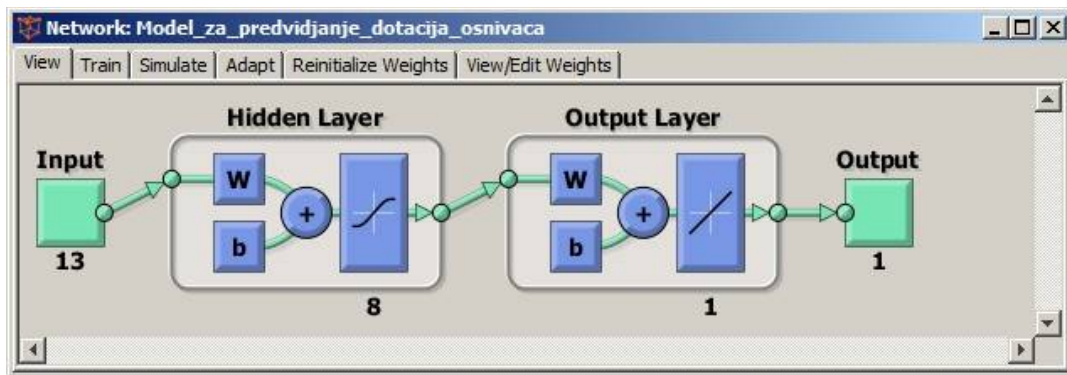 Network: Model_za_predvidjanje_dotacija_osnivaca
View Train Simulate Adapt Reinitialize Weights View/Edit Weights
Hidden Layer Output Layer
Input Output
W W
+ +
b b
13 1
8 1